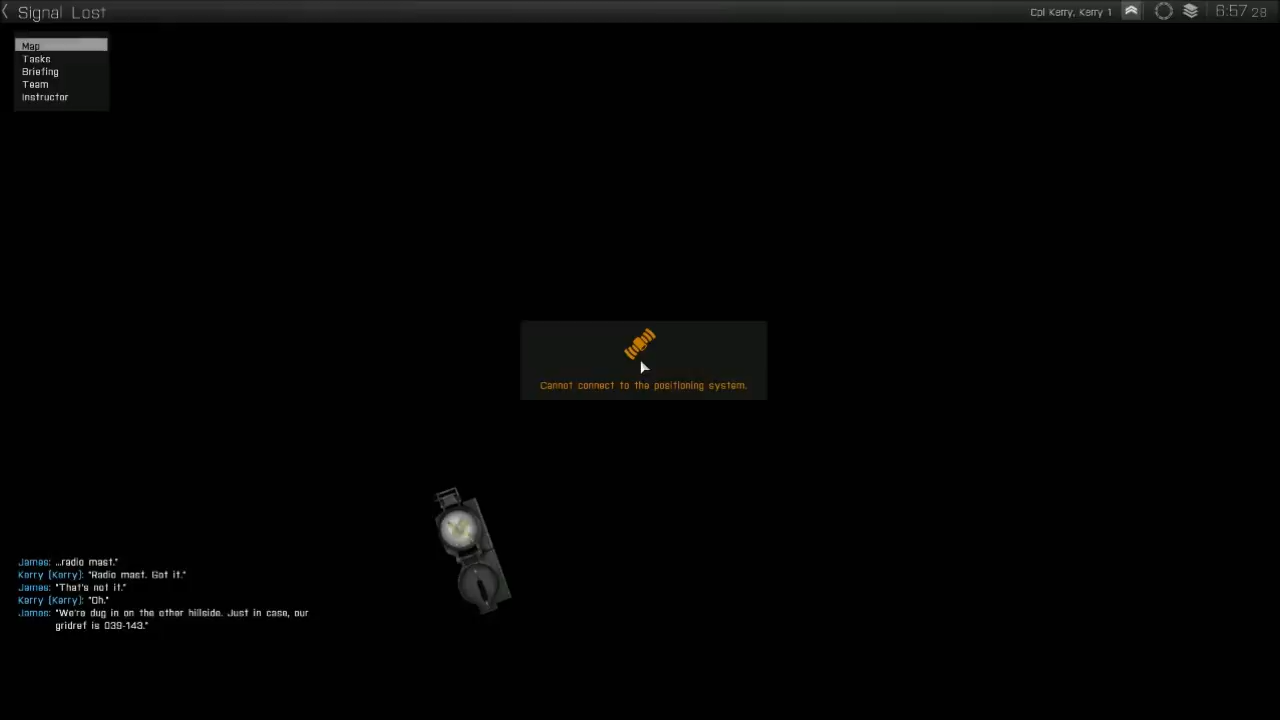 Signal Lost
Cpl Kerry, Kerry 1
6:57 28
Map
Tasks
Briefing
Team
Instructor
Cannot connect to the positioning system.
James: ...radio mast."
Kerry (Kerry): "Radio mast. Got it."
James: "That's not it."
Kerry (Kerry): "Oh."
James: "We're dug in on the other hillside. Just in case, our
gridref is 039-143."